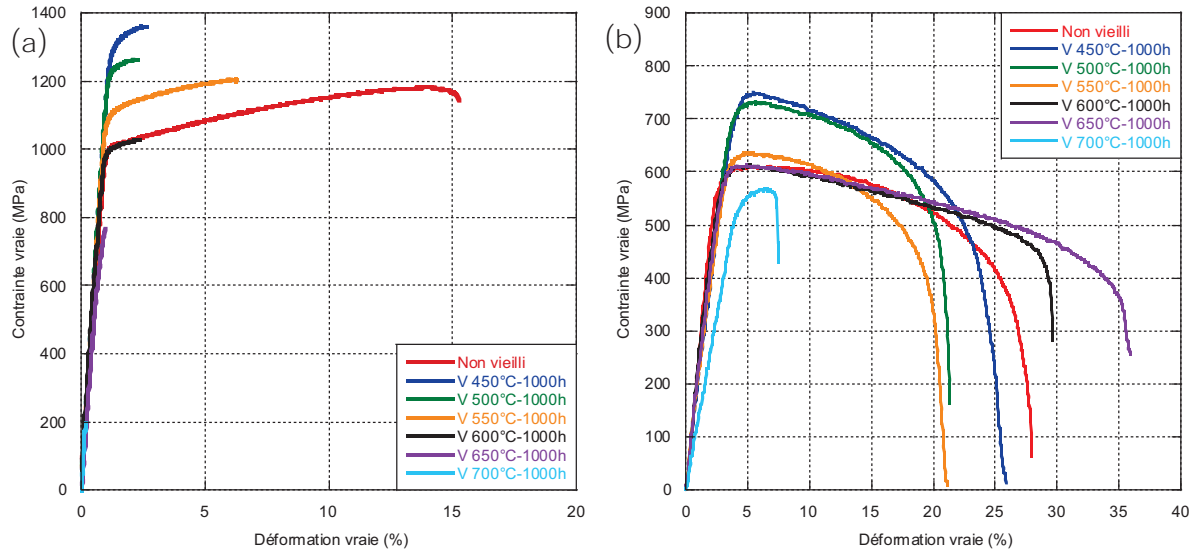 (a)
Contrainte vraie (MPa)
1400
1200
1000
800
600
400
200
0
0 5 10 15 20
Déformation vraie (%)
Non vieilli
V 450°C-1000h
V 500°C-1000h
V 550°C-1000h
V 600°C-1000h
V 650°C-1000h
V 700°C-1000h
(b)
Contrainte vraie (MPa)
900
800
700
600
500
400
300
200
100
0
0 5 10 15 20 25 30 35 40
Déformation vraie (%)
Non vieilli
V 450°C-1000h
V 500°C-1000h
V 550°C-1000h
V 600°C-1000h
V 650°C-1000h
V 700°C-1000h